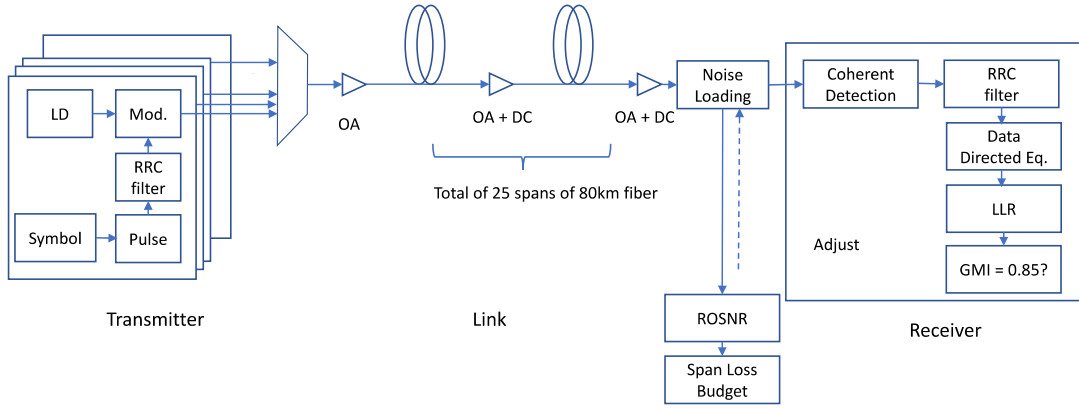 LD
Mod.
RRC
filter
Symbol
Pulse
Transmitter
OA
OA + DC
OA + DC
Total of 25 spans of 80km fiber
Link
Noise
Loading
ROSNR
Span Loss
Budget
Coherent
Detection
RRC
filter
Data
Directed Eq.
LLR
GMI = 0.85?
Adjust
Receiver